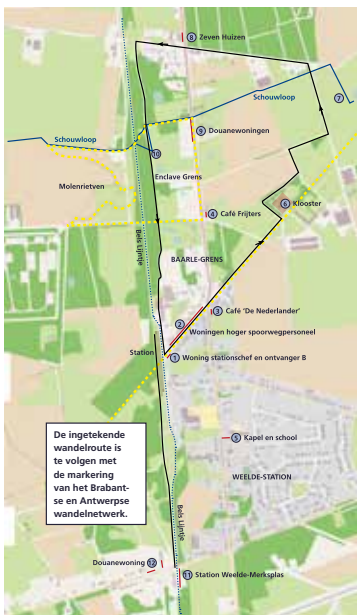 8 Zeven Huizen
Schouwloop
7
9 Douanewoningen
Schouwloop
10
Enclave Grens
Molenrietven
6 Klooster
4 Café Frijters
Bels Lijntje
BAARLE-GRENS
3 Café 'De Nederlander'
2
Woningen hoger spoorwegpersoneel
Station
1 Woning stationschef en ontvanger B
De ingetekende
wandelroute is
te volgen met
de markering
van het Brabant-
se en Antwerpse
wandelnetwerk.
5 Kapel en school
WEELDE-STATION
Bels Lijntje
Douanewoning 12
11 Station Weelde-Merksplas